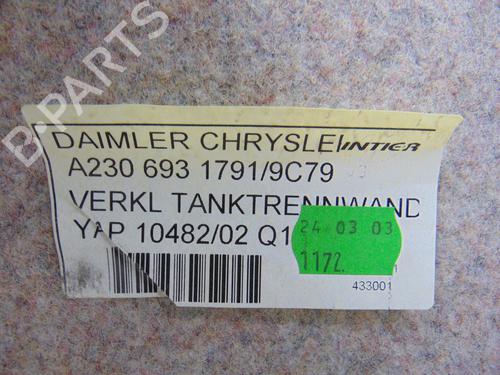 B-PARTS
DAIMLER CHRYSLE INTIER
A230 693 1791/9C79
VERKL TANKTRENNWAND
YAP 10482/02 Q1
24 03 03
1172
433001